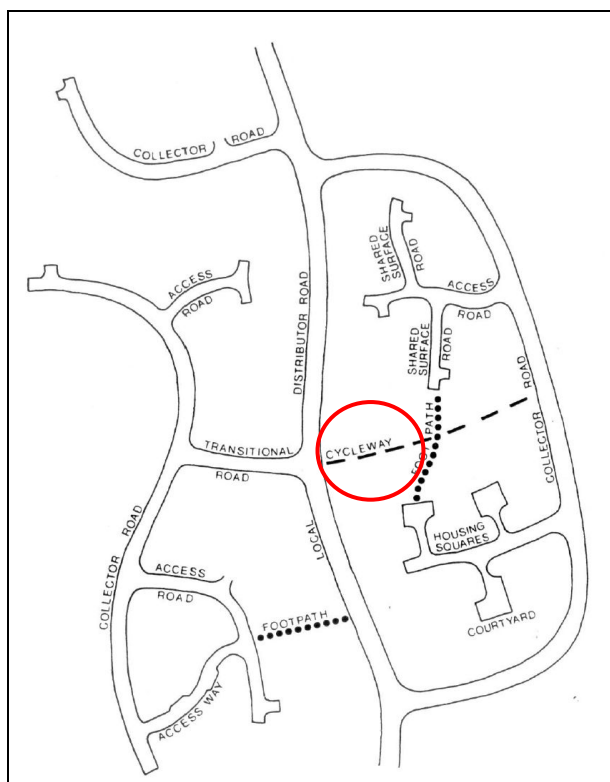 COLLECTOR ROAD
SHARED SURFACE ROAD
ACCESS ROAD
ACCESS ROAD
DISTRIBUTOR ROAD
SHARED SURFACE ROAD
COLLECTOR ROAD
TRANSITIONAL ROAD
CYCLEWAY
FOOTPATH
COLLECTOR ROAD
LOCAL
HOUSING SQUARES
ACCESS ROAD
FOOTPATH
COURTYARD
ACCESS WAY